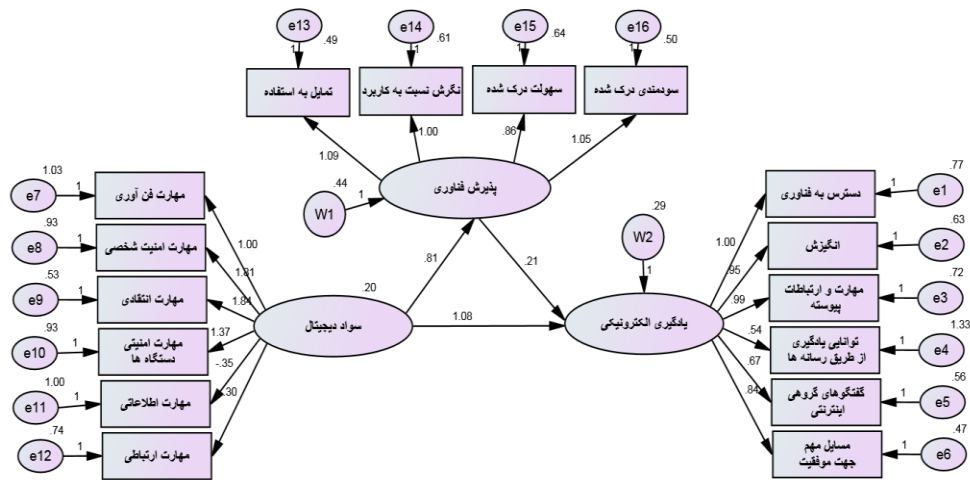 e13
.49
e14
.61
e15
.64
e16
.50
1
1
1
1
تمایل به استفاده
نگرش نسبت به کاربرد
سهولت درک شده
سودمندی درک شده
1.09
1.00
.86
1.05
پذیرش فناوری
.44
W1
1
.81
.21
1.03
e7
1
مهارت فن آوری
.93
e8
1
مهارت امنیت شخصی
.53
e9
1
مهارت انتقادی
.93
e10
1
مهارت امنیتی
دستگاه ها
1.00
e11
1
مهارت اطلاعاتی
.74
e12
1
مهارت ارتباطی
1.00
1.81
1.84
1.37
-.35
.30
.20
سواد دیجیتال
1.08
.29
W2
1
یادگیری الکترونیکی
1.00
.95
.99
.54
.67
.84
دسترس به فناوری
1
.77
e1
انگیزش
1
.63
e2
مهارت و ارتباطات
پیوسته
1
.72
e3
توانایی یادگیری
از طریق رسانه ها
1
1.33
e4
گفتگوهای گروهی
اینترنتی
1
.56
e5
مسایل مهم
جهت موفقیت
1
.47
e6